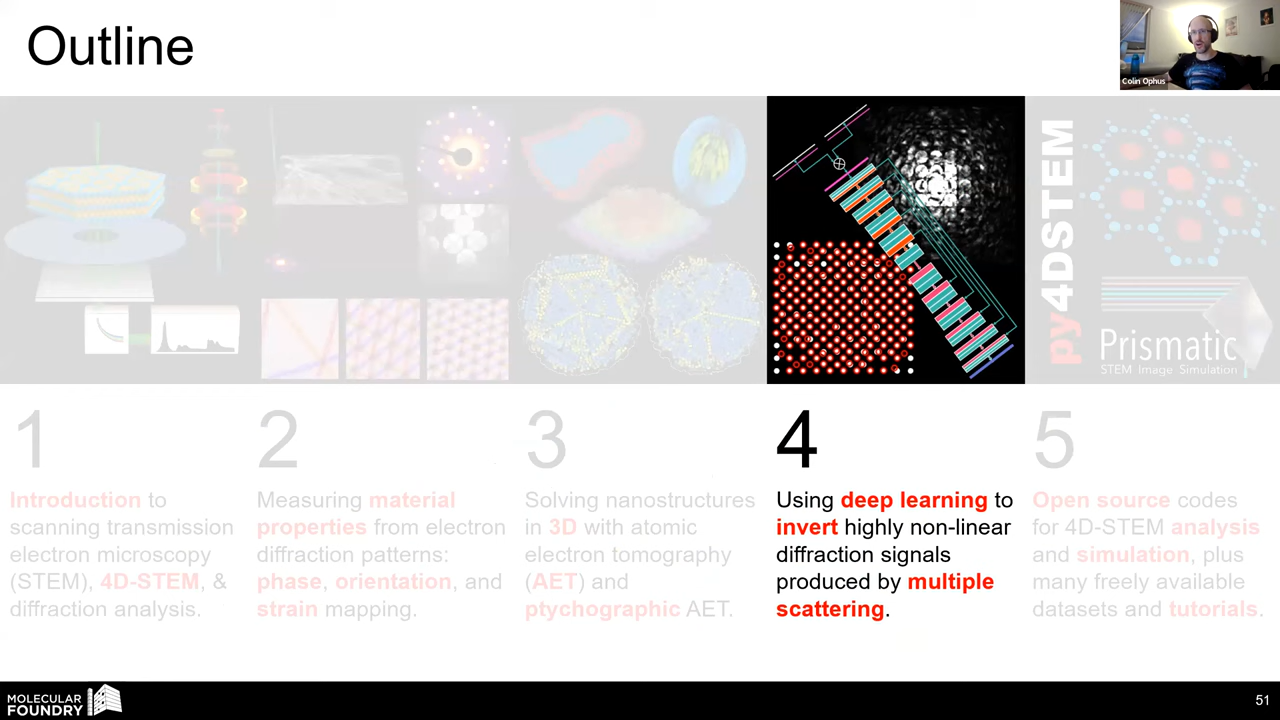 Outline
Colin Ophus
py4DSTEM
Prismatic
STEM Image Simulation
1
Introduction to
scanning transmission
electron microscopy
(STEM), 4D-STEM, &
diffraction analysis.
2
Measuring material
properties from electron
diffraction patterns:
phase, orientation, and
strain mapping.
3
Solving nanostructures
in 3D with atomic
electron tomography
(AET) and
ptychographic AET.
4
Using deep learning to
invert highly non-linear
diffraction signals
produced by multiple
scattering.
5
Open source codes
for 4D-STEM analysis
and simulation, plus
many freely available
datasets and tutorials.
MOLECULAR
FOUNDRY
51